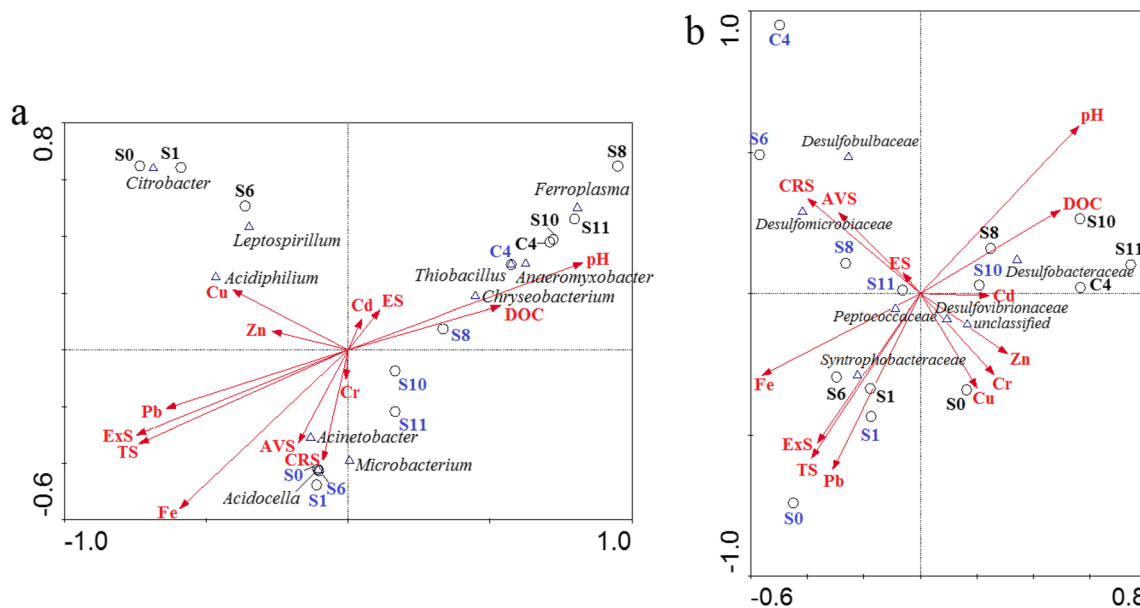 a
0.8
-0.6
-1.0
1.0
S0
S1
Citrobacter
S6
Leptospirillum
Acidiphilium
Cu
Zn
Cd
ES
S8
Ferroplasma
S10
S11
C4
C4
pH
Thiobacillus
Anaeromyxobacter
Chryseobacterium
DOC
S8
Cr
S10
S11
Pb
ExS
TS
Fe
AVS
Acinetobacter
CRS
Microbacterium
S0
S6
Acidocella
S1
b
1.0
-1.0
-0.6
0.8
C4
S6
Desulfobulbaceae
pH
CRS
AVS
Desulfomicrobiaceae
DOC
S10
S8
S8
S11
ES
S10
Desulfobacteraceae
S11
C4
Cd
Peptococcaceae
Desulfovibrionaceae
unclassified
Syntrophobacteraceae
Zn
Fe
Cr
S6
S1
Cu
S0
S1
ExS
TS
Pb
S0